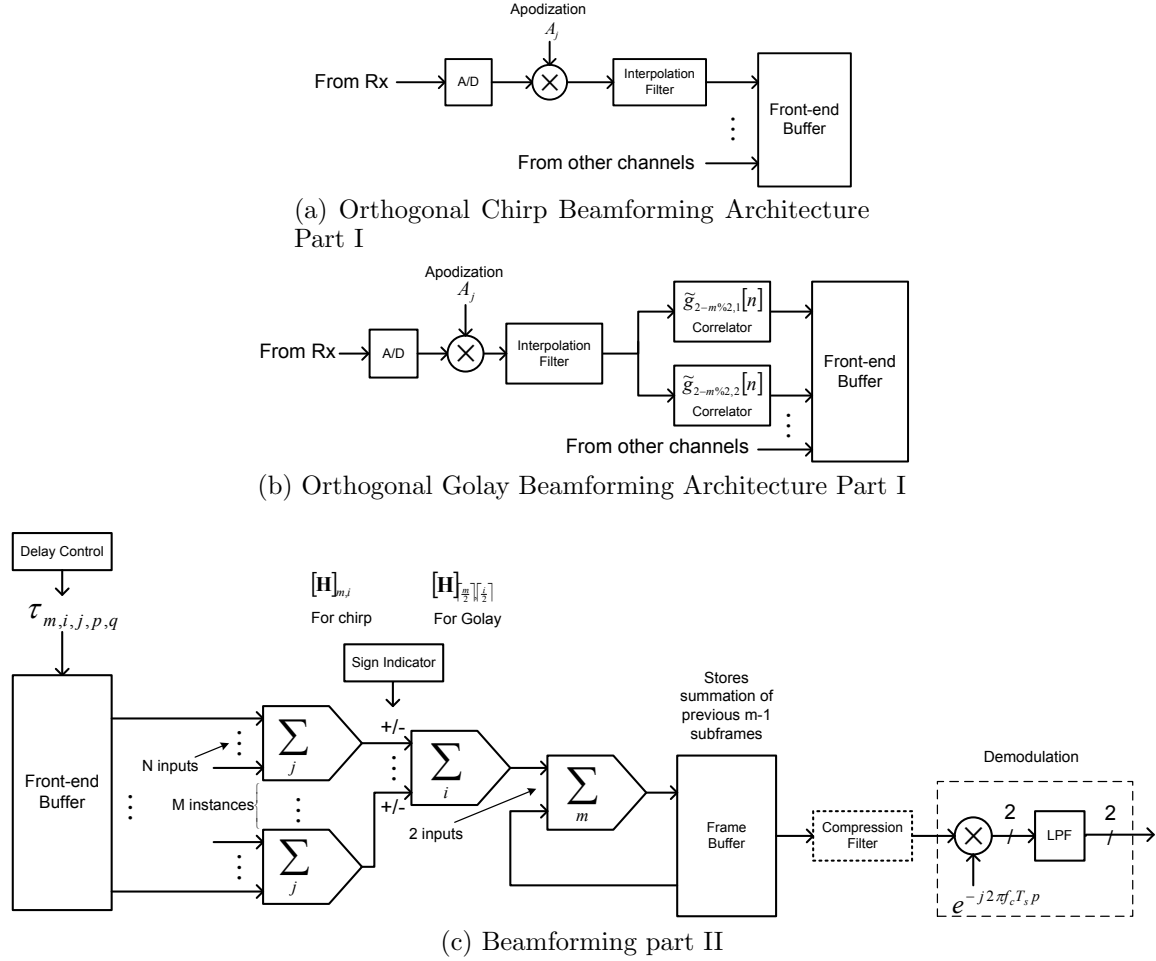 Apodization
A_j
From Rx
A/D
Interpolation
Filter
Front-end
Buffer
From other channels
(a) Orthogonal Chirp Beamforming Architecture
Part I
Apodization
A_j
From Rx
A/D
Interpolation
Filter
g̃_{2-m%2,1}[n]
Correlator
g̃_{2-m%2,2}[n]
Correlator
Front-end
Buffer
From other channels
(b) Orthogonal Golay Beamforming Architecture Part I
Delay Control
τ_{m,i,j,p,q}
[H]_{m,i}
For chirp
[H]_{⌈m/2⌉,⌈i/2⌉}
For Golay
Sign Indicator
Front-end
Buffer
N inputs
M instances
∑
j
∑
j
+/-
+/-
∑
i
2 inputs
∑
m
Stores
summation of
previous m-1
subframes
Frame
Buffer
Compression
Filter
Demodulation
2
LPF
2
e^{-j2πf_cT_sp}
(c) Beamforming part II